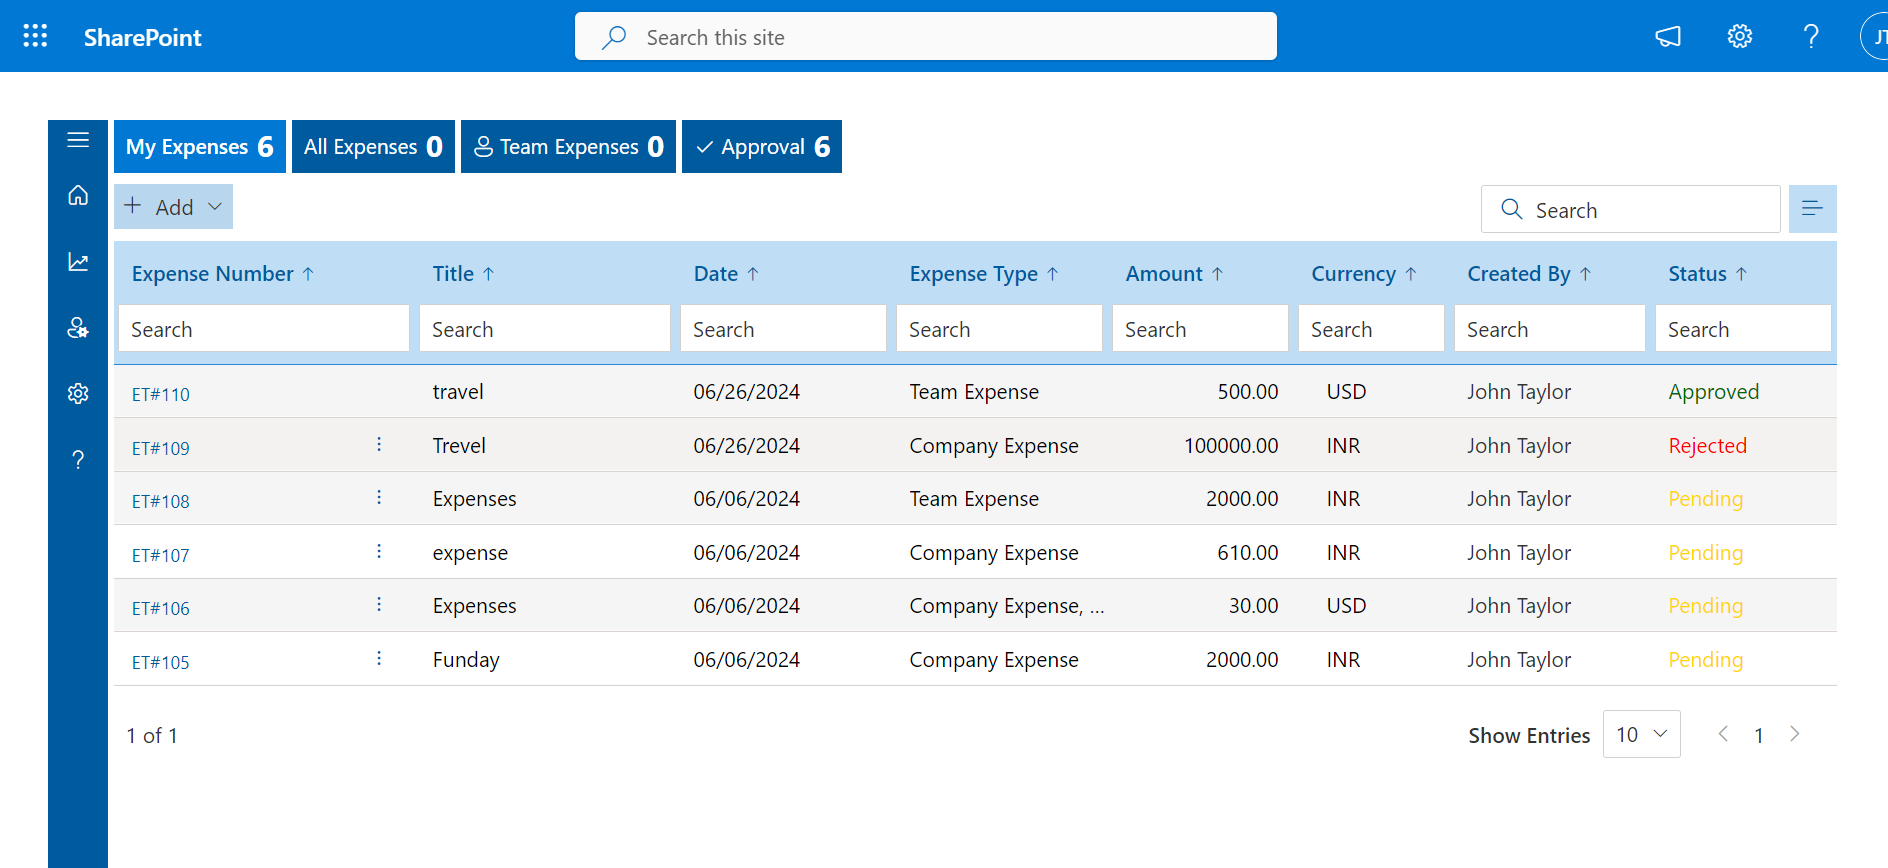 SharePoint
Search this site
JT
My Expenses 6
All Expenses 0
Team Expenses 0
Approval 6
Add
Search
Expense Number Title Date Expense Type Amount Currency Created By Status
Search Search Search Search Search Search Search Search
ET#110 travel 06/26/2024 Team Expense 500.00 USD John Taylor Approved
ET#109 Trevel 06/26/2024 Company Expense 100000.00 INR John Taylor Rejected
ET#108 Expenses 06/06/2024 Team Expense 2000.00 INR John Taylor Pending
ET#107 expense 06/06/2024 Company Expense 610.00 INR John Taylor Pending
ET#106 Expenses 06/06/2024 Company Expense, ... 30.00 USD John Taylor Pending
ET#105 Funday 06/06/2024 Company Expense 2000.00 INR John Taylor Pending
1 of 1 Show Entries 10 1